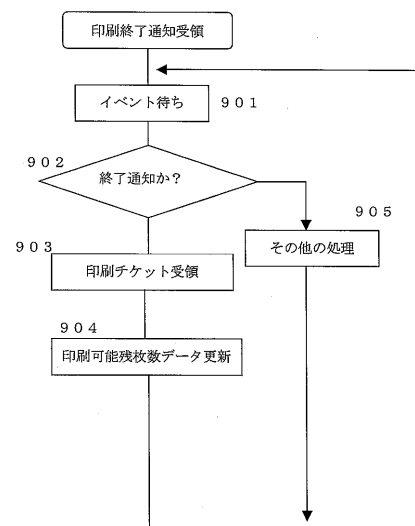 印刷終了通知受領
イベント待ち
901
902
終了通知か？
905
その他の処理
903
印刷チケット受領
904
印刷可能残枚数データ更新